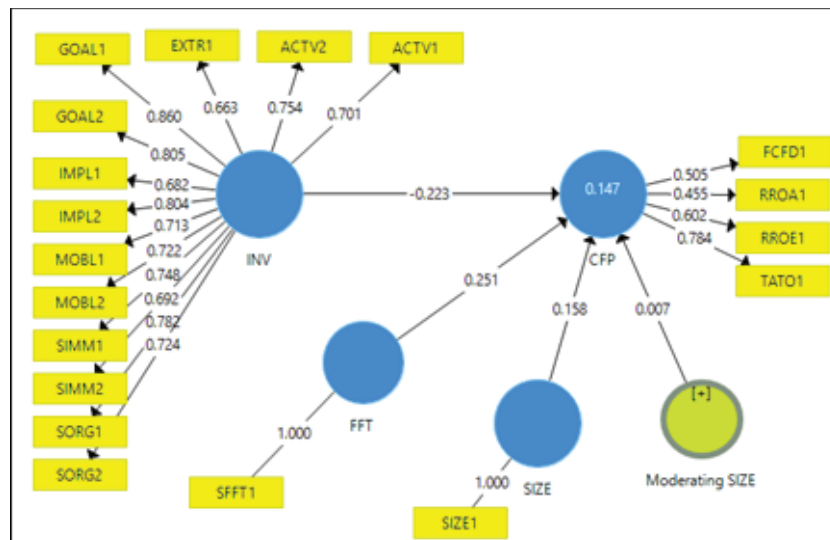 GOAL1
EXTR1
ACTV2
ACTV1
0.860
0.663
0.754
0.701
GOAL2
0.805
IMPL1
0.682
IMPL2
0.804
MOBL1
0.713
MOBL2
0.722
SIMM1
0.748
SIMM2
0.692
SORG1
0.782
SORG2
0.724
INV
-0.223
0.147
CFP
0.505
FCFD1
0.455
RROA1
0.602
RROE1
0.784
TATO1
0.251
0.158
0.007
FFT
1.000
SFFT1
SIZE
1.000
SIZE1
[+]
Moderating SIZE